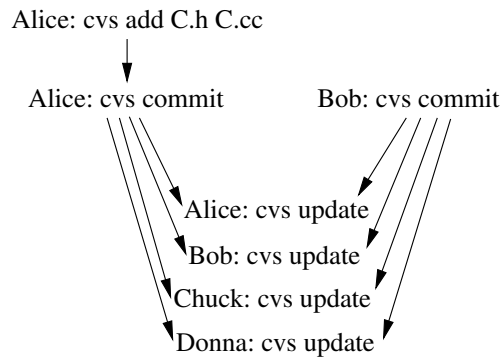 Alice: cvs add C.h C.cc
Alice: cvs commit
Bob: cvs commit
Alice: cvs update
Bob: cvs update
Chuck: cvs update
Donna: cvs update